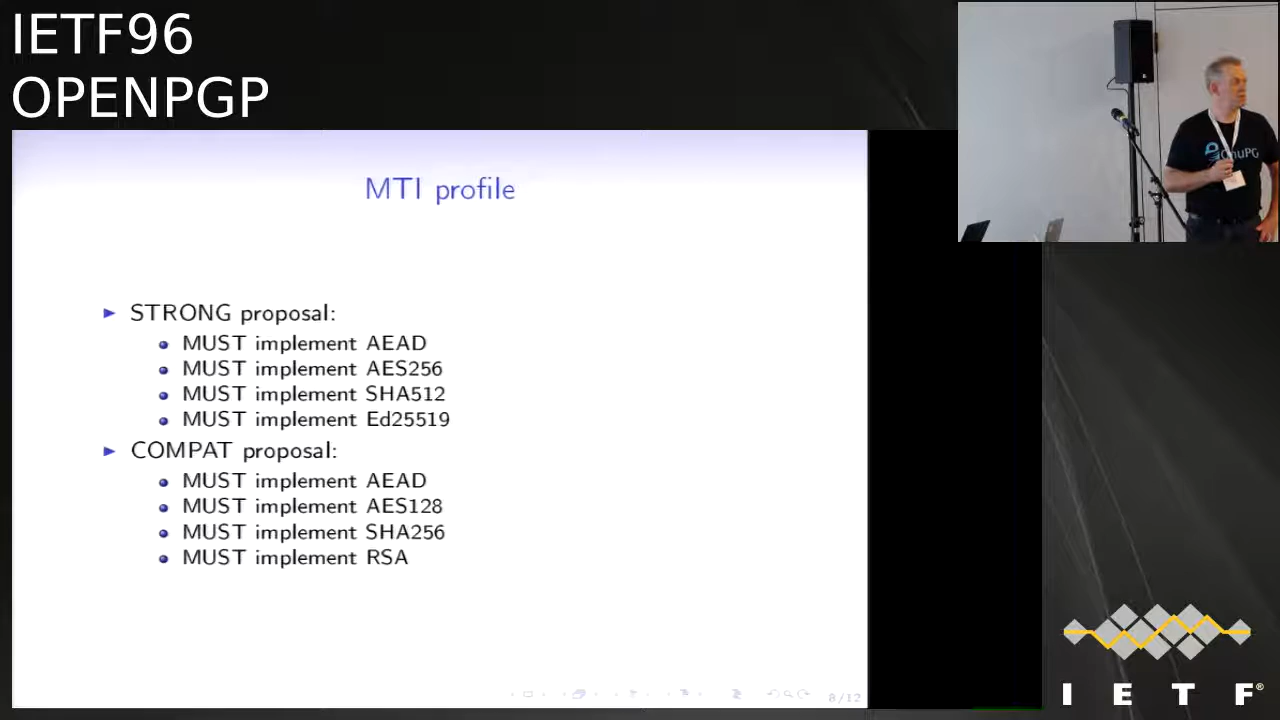 IETF96
OPENPGP
MTI profile
STRONG proposal:
MUST implement AEAD
MUST implement AES256
MUST implement SHA512
MUST implement Ed25519
COMPAT proposal:
MUST implement AEAD
MUST implement AES128
MUST implement SHA256
MUST implement RSA
8/12
GnuPG
I E T F®